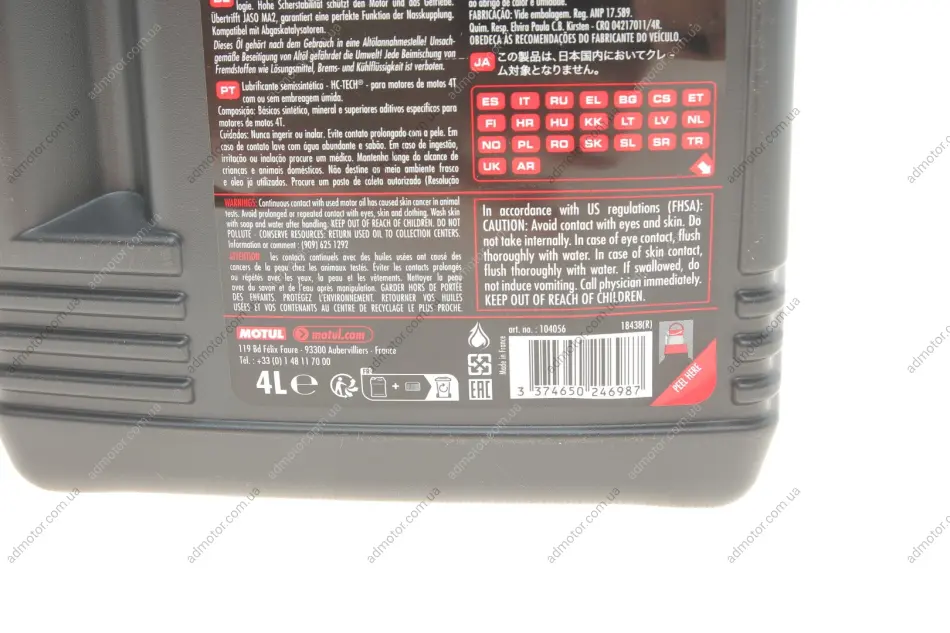 logie. Hohe Scherstabilität schützt den Motor und das Getriebe.
Übertrifft JASO MA2, garantiert eine perfekte Funktion der Nasskupplung.
Kompatibel mit Abgaskatalysatoren.
Dieses Öl gehört nach dem Gebrauch in eine Altölannahmestelle! Unsach-
gemäße Beseitigung von Altöl gefährdet die Umwelt! Jede Beimischung von
Fremdstoffen wie Lösungsmittel, Brems- und Kühlflüssigkeit ist verboten.
PT Lubrificante semissintético - HC-TECH® - para motores de motos 4T
com ou sem embreagem úmida.
Composição: Básicos sintético, mineral e superiores aditivos específicos para
motores de motos 4T.
Cuidados: Nunca ingerir ou inalar. Evite contato prolongado com a pele. Em
caso de contato lave com água abundante e sabão. Em caso de ingestão,
irritação ou inalação procure um médico. Mantenha longe do alcance de
crianças e animais domésticos. Não destine ao meio ambiente frasco
e óleo já utilizados. Procure um posto de coleta autorizado (Resolução
ao abrigo de calor e umidade.
FABRICAÇÃO: Vide embalagem. Reg. ANP 17.589.
Quim. Resp. Elvira Paula C.B. Kirsten - CRQ 04217011/4R.
OBEDEÇA ÀS RECOMENDAÇÕES DO FABRICANTE DO VEÍCULO.
JA この製品は、日本国内においてクレー
ム対象となりません。
ES IT RU EL BG CS ET
FI HR HU KK LT LV NL
NO PL RO SK SL SR TR
UK AR
WARNINGS: Continuous contact with used motor oil has caused skin cancer in animal
tests. Avoid prolonged or repeated contact with eyes, skin and clothing. Wash skin
with soap and water after handling. KEEP OUT OF REACH OF CHILDREN. DO NOT
POLLUTE - CONSERVE RESOURCES: RETURN USED OIL TO COLLECTION CENTERS.
Information or comment : (909) 625 1292
ATTENTION: les contacts continuels avec des huiles usées ont causé des
cancers de la peau chez les animaux testés. Eviter les contacts prolongés
ou répétés avec les yeux, la peau et les vêtements. Nettoyer la peau
avec du savon et de l'eau après manipulation. GARDER HORS DE PORTÉE
DES ENFANTS. PROTÉGEZ L'ENVIRONNEMENT. RETOURNER VOS HUILES
USÉES ET VOS CONTENANTS AU CENTRE DE RECYCLAGE LE PLUS PROCHE.
In accordance with US regulations (FHSA):
CAUTION: Avoid contact with eyes and skin. Do
not take internally. In case of eye contact, flush
thoroughly with water. In case of skin contact,
flush thoroughly with water. If swallowed, do
not induce vomiting. Call physician immediately.
KEEP OUT OF REACH OF CHILDREN.
MOTUL motul.com
119 Bd Félix Faure - 93300 Aubervilliers - France
Tél. : +33 (0) 1 48 11 70 00
4L e
FR
+
EAC
Made in France
art. no. : 104056
18438(R)
3 374650 246987
PEEL HERE
admotor.com.ua